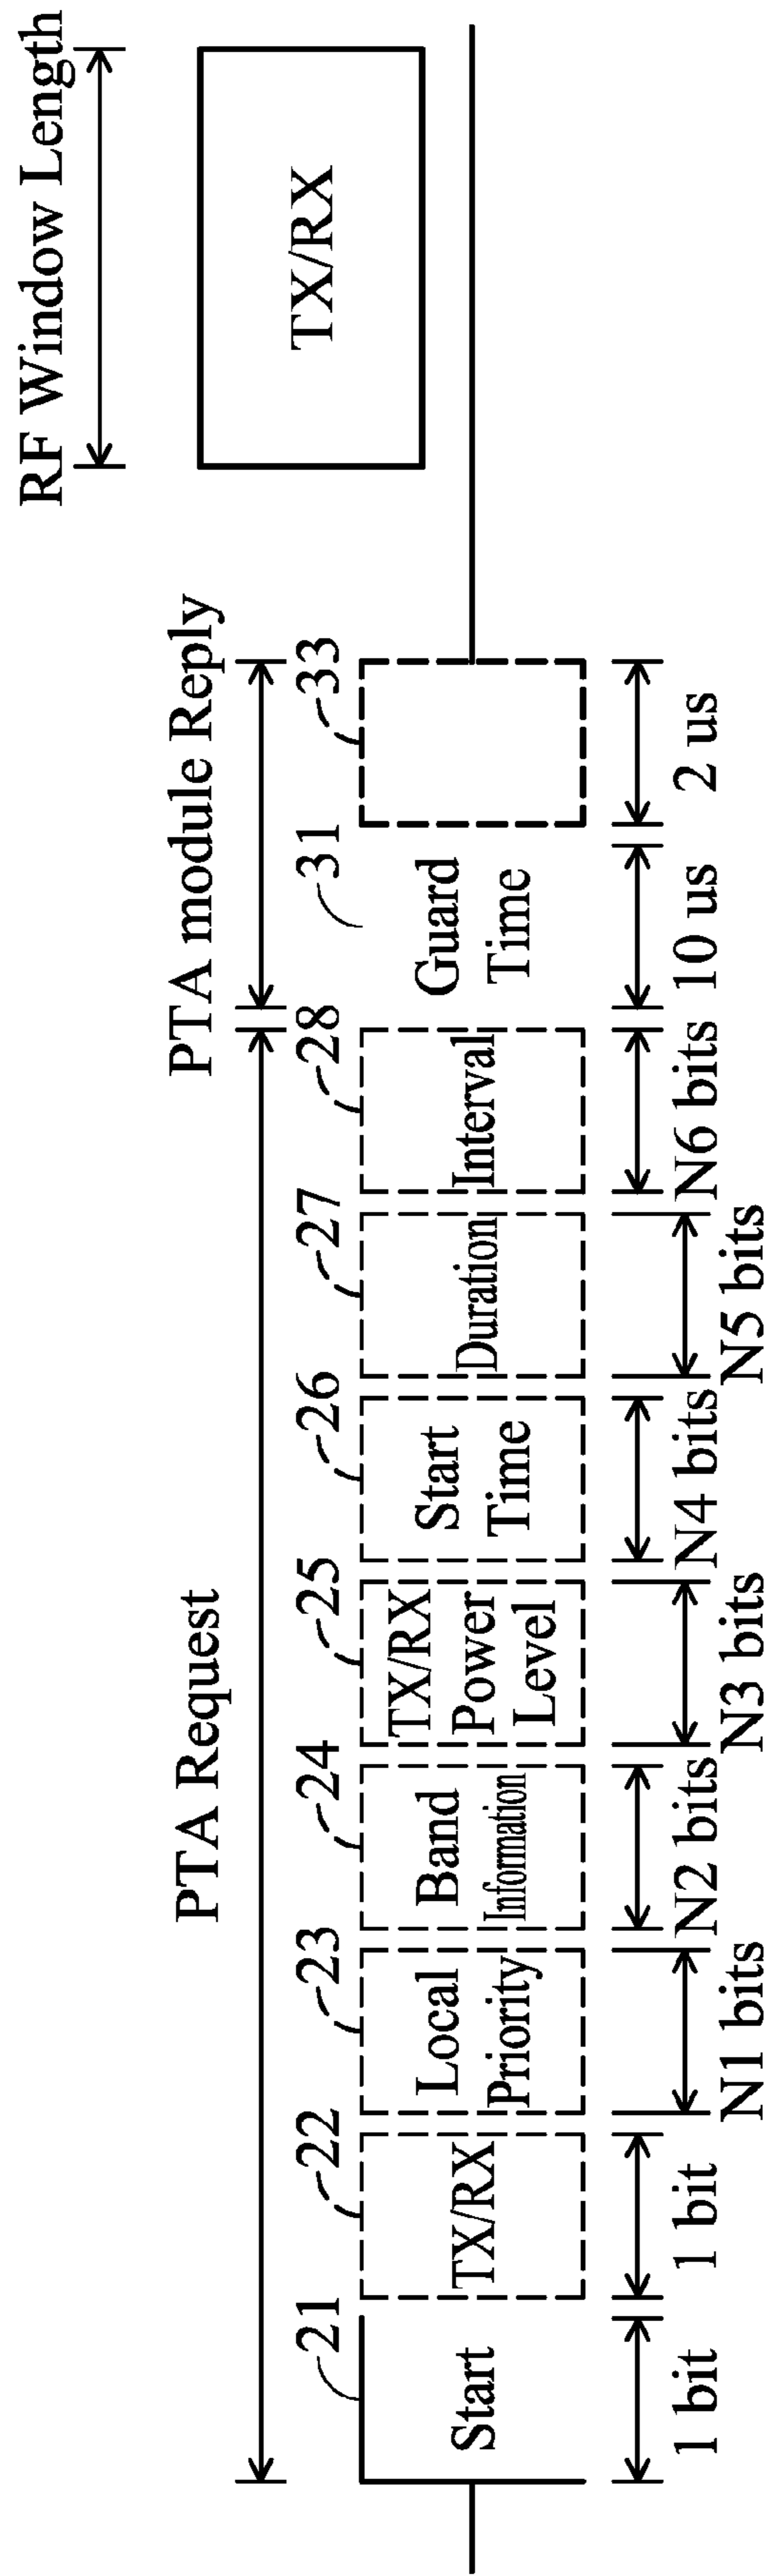 PTA Request
PTA module Reply
RF Window Length
21
22
23
24
25
26
27
28
31
33
Start
TX/RX
Local
Priority
Band
Information
TX/RX
Power
Level
Start
Time
Duration
Interval
Guard
Time
TX/RX
1 bit
1 bit
N1 bits
N2 bits
N3 bits
N4 bits
N5 bits
N6 bits
10 us
2 us